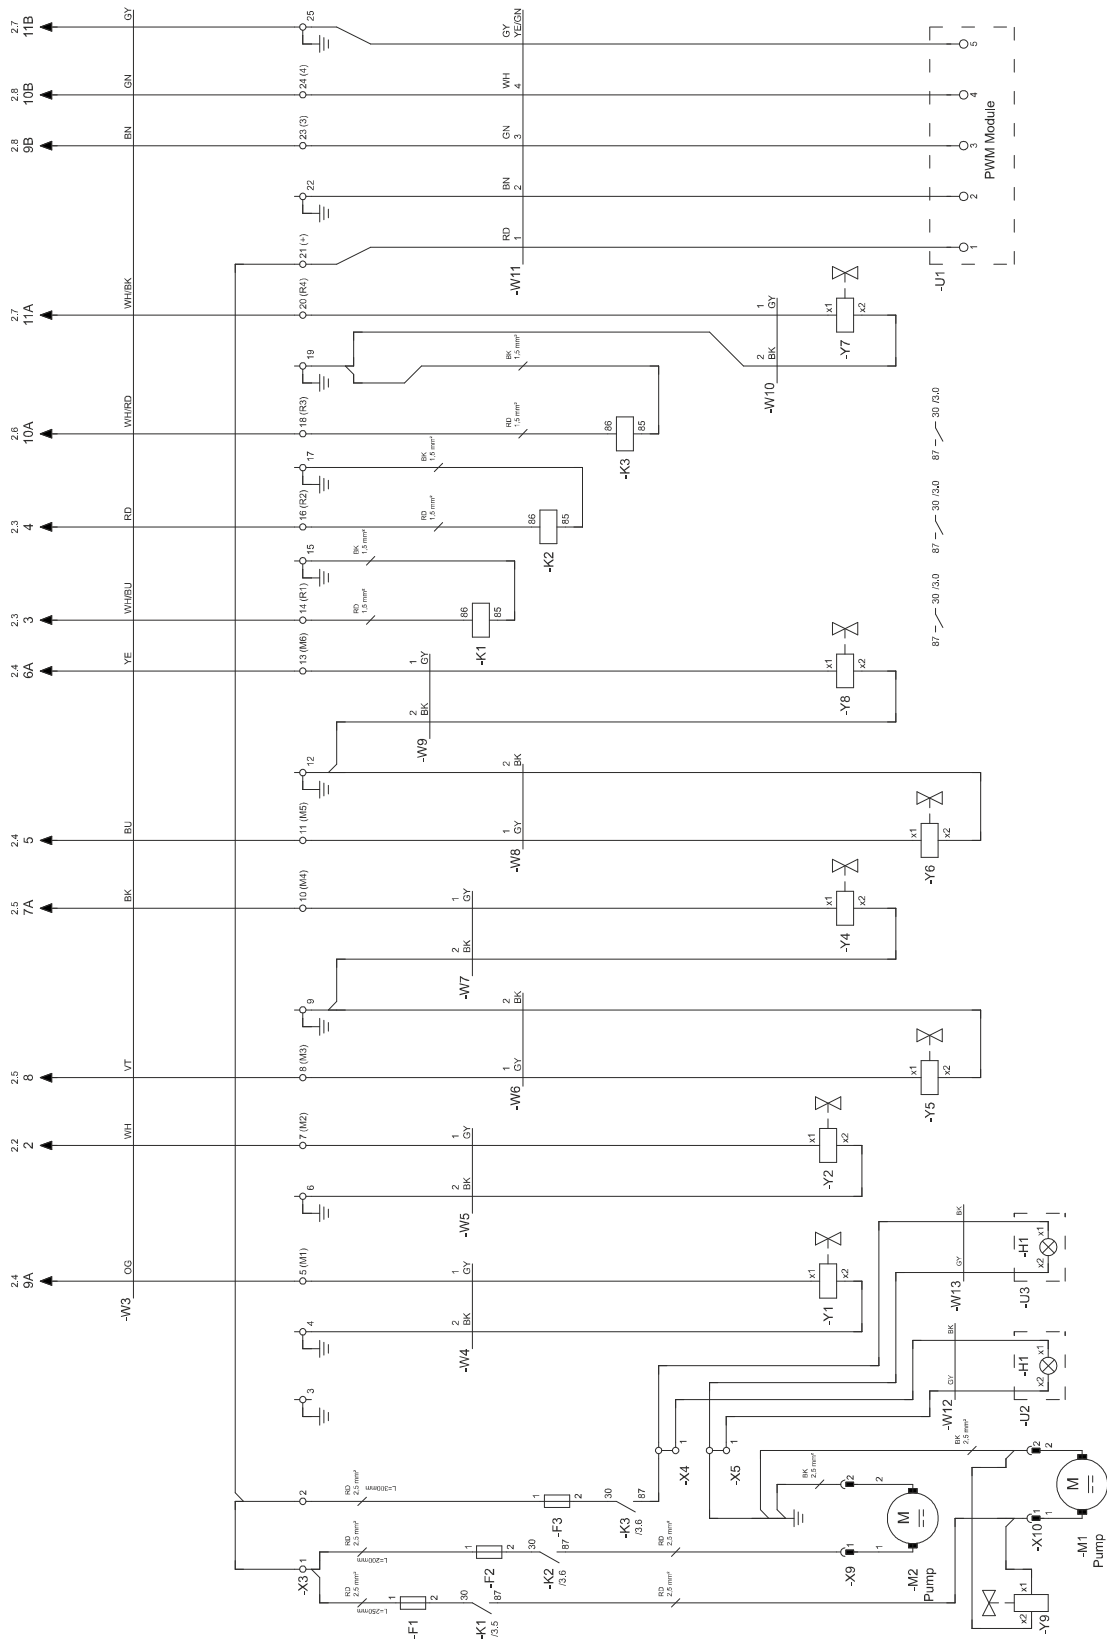 2.4 2.2 2.5 2.5 2.4 2.4 2.3 2.3 2.6 2.7 2.8 2.8 2.7
9A 2 8 7A 5 6A 3 4 10A 11A 9B 10B 11B
-W3 OG WH VT BK BU YE WH/BU RD WH/RD WH/BK BN GN GY
-X3 1 2 3 4 5 (M1) 6 7 (M2) 8 (M3) 9 10 (M4) 11 (M5) 12 13 (M6) 14 (R1) 15 16 (R2) 17 18 (R3) 19 20 (R4) 21 (+) 22 23 (3) 24 (4) 25
RD 2,5 mm² L=250mm
RD 2,5 mm² L=200mm
RD 2,5 mm² L=300mm
RD 1,5 mm² BK 1,5 mm²
RD 1,5 mm² BK 1,5 mm²
RD 1,5 mm² BK 1,5 mm²
-F1 1 2
-F2 1 2
-F3 1 2
-K1 /3.5 30 87
-K2 /3.6 30 87
-K3 /3.6 30 87
-W4 2 BK 1 GY
-W5 2 BK 1 GY
-W6 1 GY 2 BK
-W7 2 BK 1 GY
-W8 1 GY 2 BK
-W9 2 BK 1 GY
-K1 86 85
-K2 86 85
-K3 86 85
-W11 RD 1 BN 2 GN 3 WH 4 GY YE/GN
RD 2,5 mm²
RD 2,5 mm²
-X4 1
-X5 1
-W10 2 BK 1 GY
BK 2,5 mm²
-Y1 x1 x2
-Y2 x1 x2
-Y4 x1 x2
-Y8 x1 x2
-Y7 x1 x2
-X9 1 2
1 2
-M2 Pump M
-Y5 x1 x2
-Y6 x1 x2
-U1 1 2 3 4 5
PWM Module
87 30 /3.0
87 30 /3.0
87 30 /3.0
BK 2,5 mm²
-W12 GY BK
-W13 GY BK
-U2 -H1 x2 x1
-U3 -H1 x2 x1
-Y9 x2 x1
-X10 1 2
1 2
-M1 Pump M